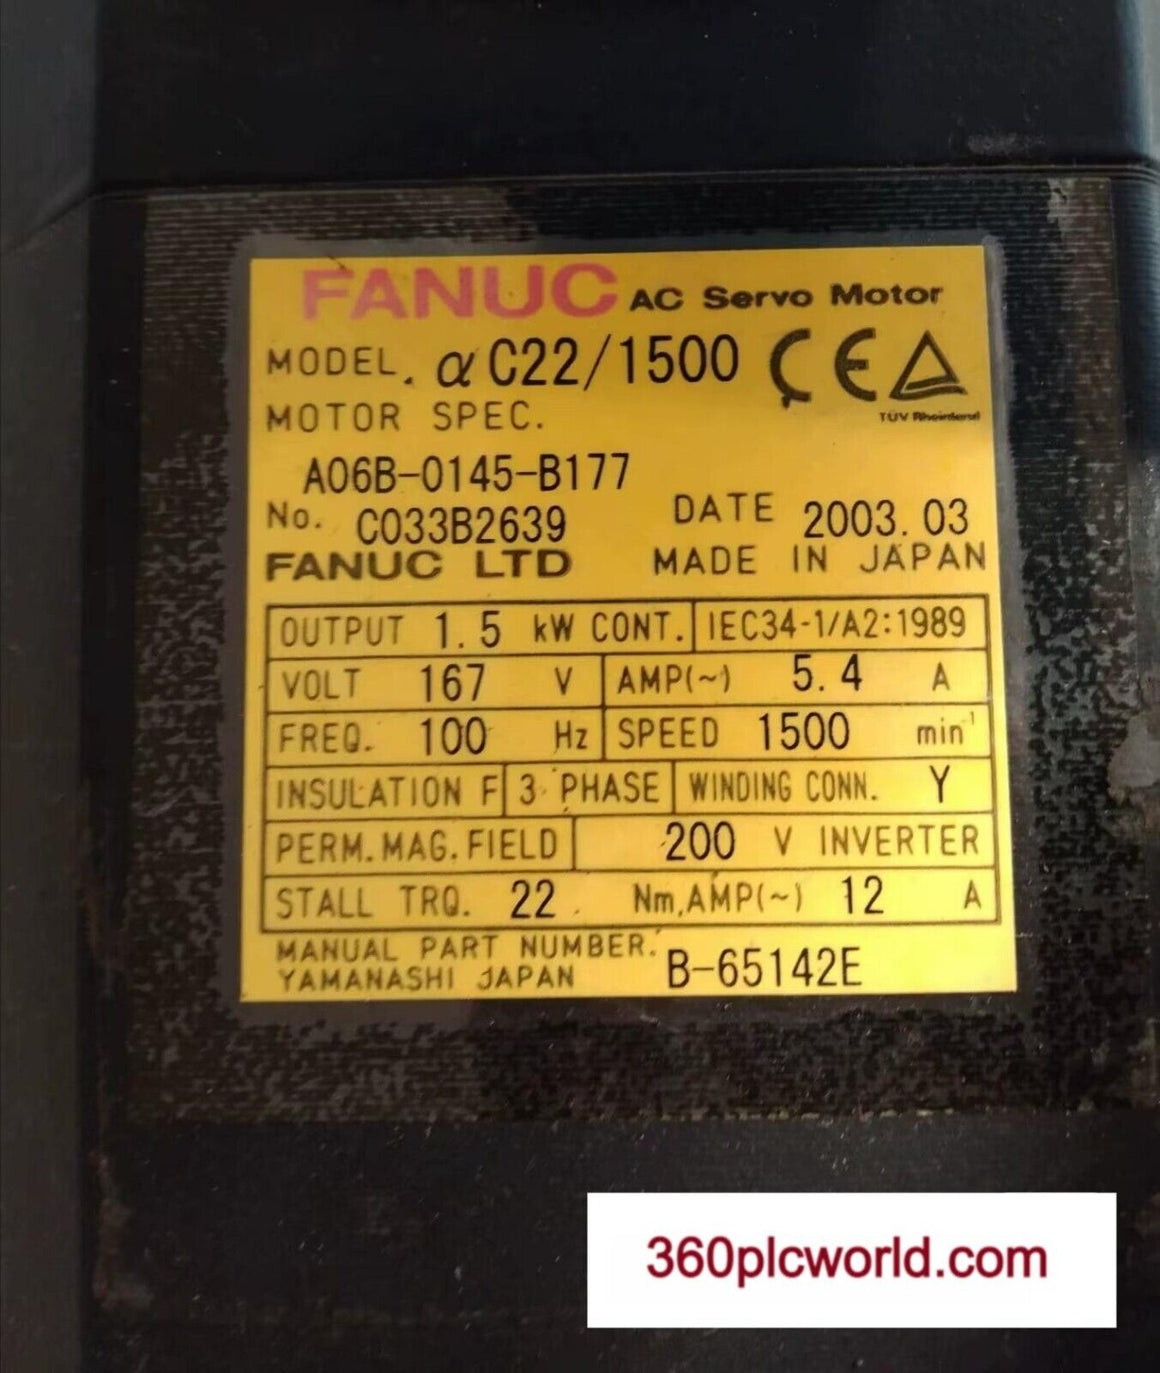 FANUC AC Servo Motor
MODEL. αC22/1500 CE
TÜV Rheinland
MOTOR SPEC.
A06B-0145-B177
No. C033B2639 DATE 2003.03
FANUC LTD MADE IN JAPAN
OUTPUT 1.5 kW CONT. IEC34-1/A2:1989
VOLT 167 V AMP(~) 5.4 A
FREQ. 100 Hz SPEED 1500 min⁻¹
INSULATION F 3 PHASE WINDING CONN. Y
PERM.MAG.FIELD 200 V INVERTER
STALL TRQ. 22 Nm,AMP(~) 12 A
MANUAL PART NUMBER. B-65142E
YAMANASHI JAPAN
360plcworld.com